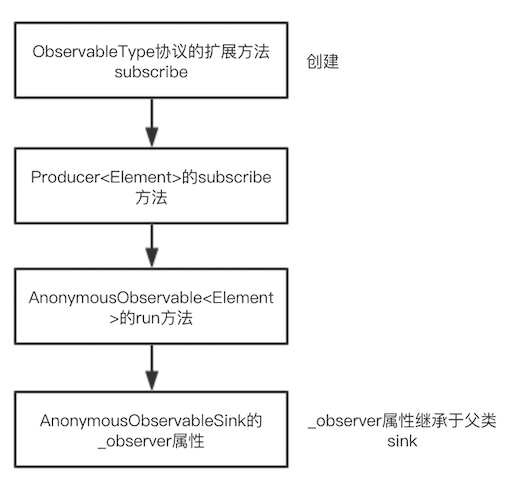 ObservableType协议的扩展方法
subscribe
创建
Producer<Element>的subscribe
方法
AnonymousObservable<Element
>的run方法
AnonymousObservableSink的
_observer属性
_observer属性继承于父类
sink